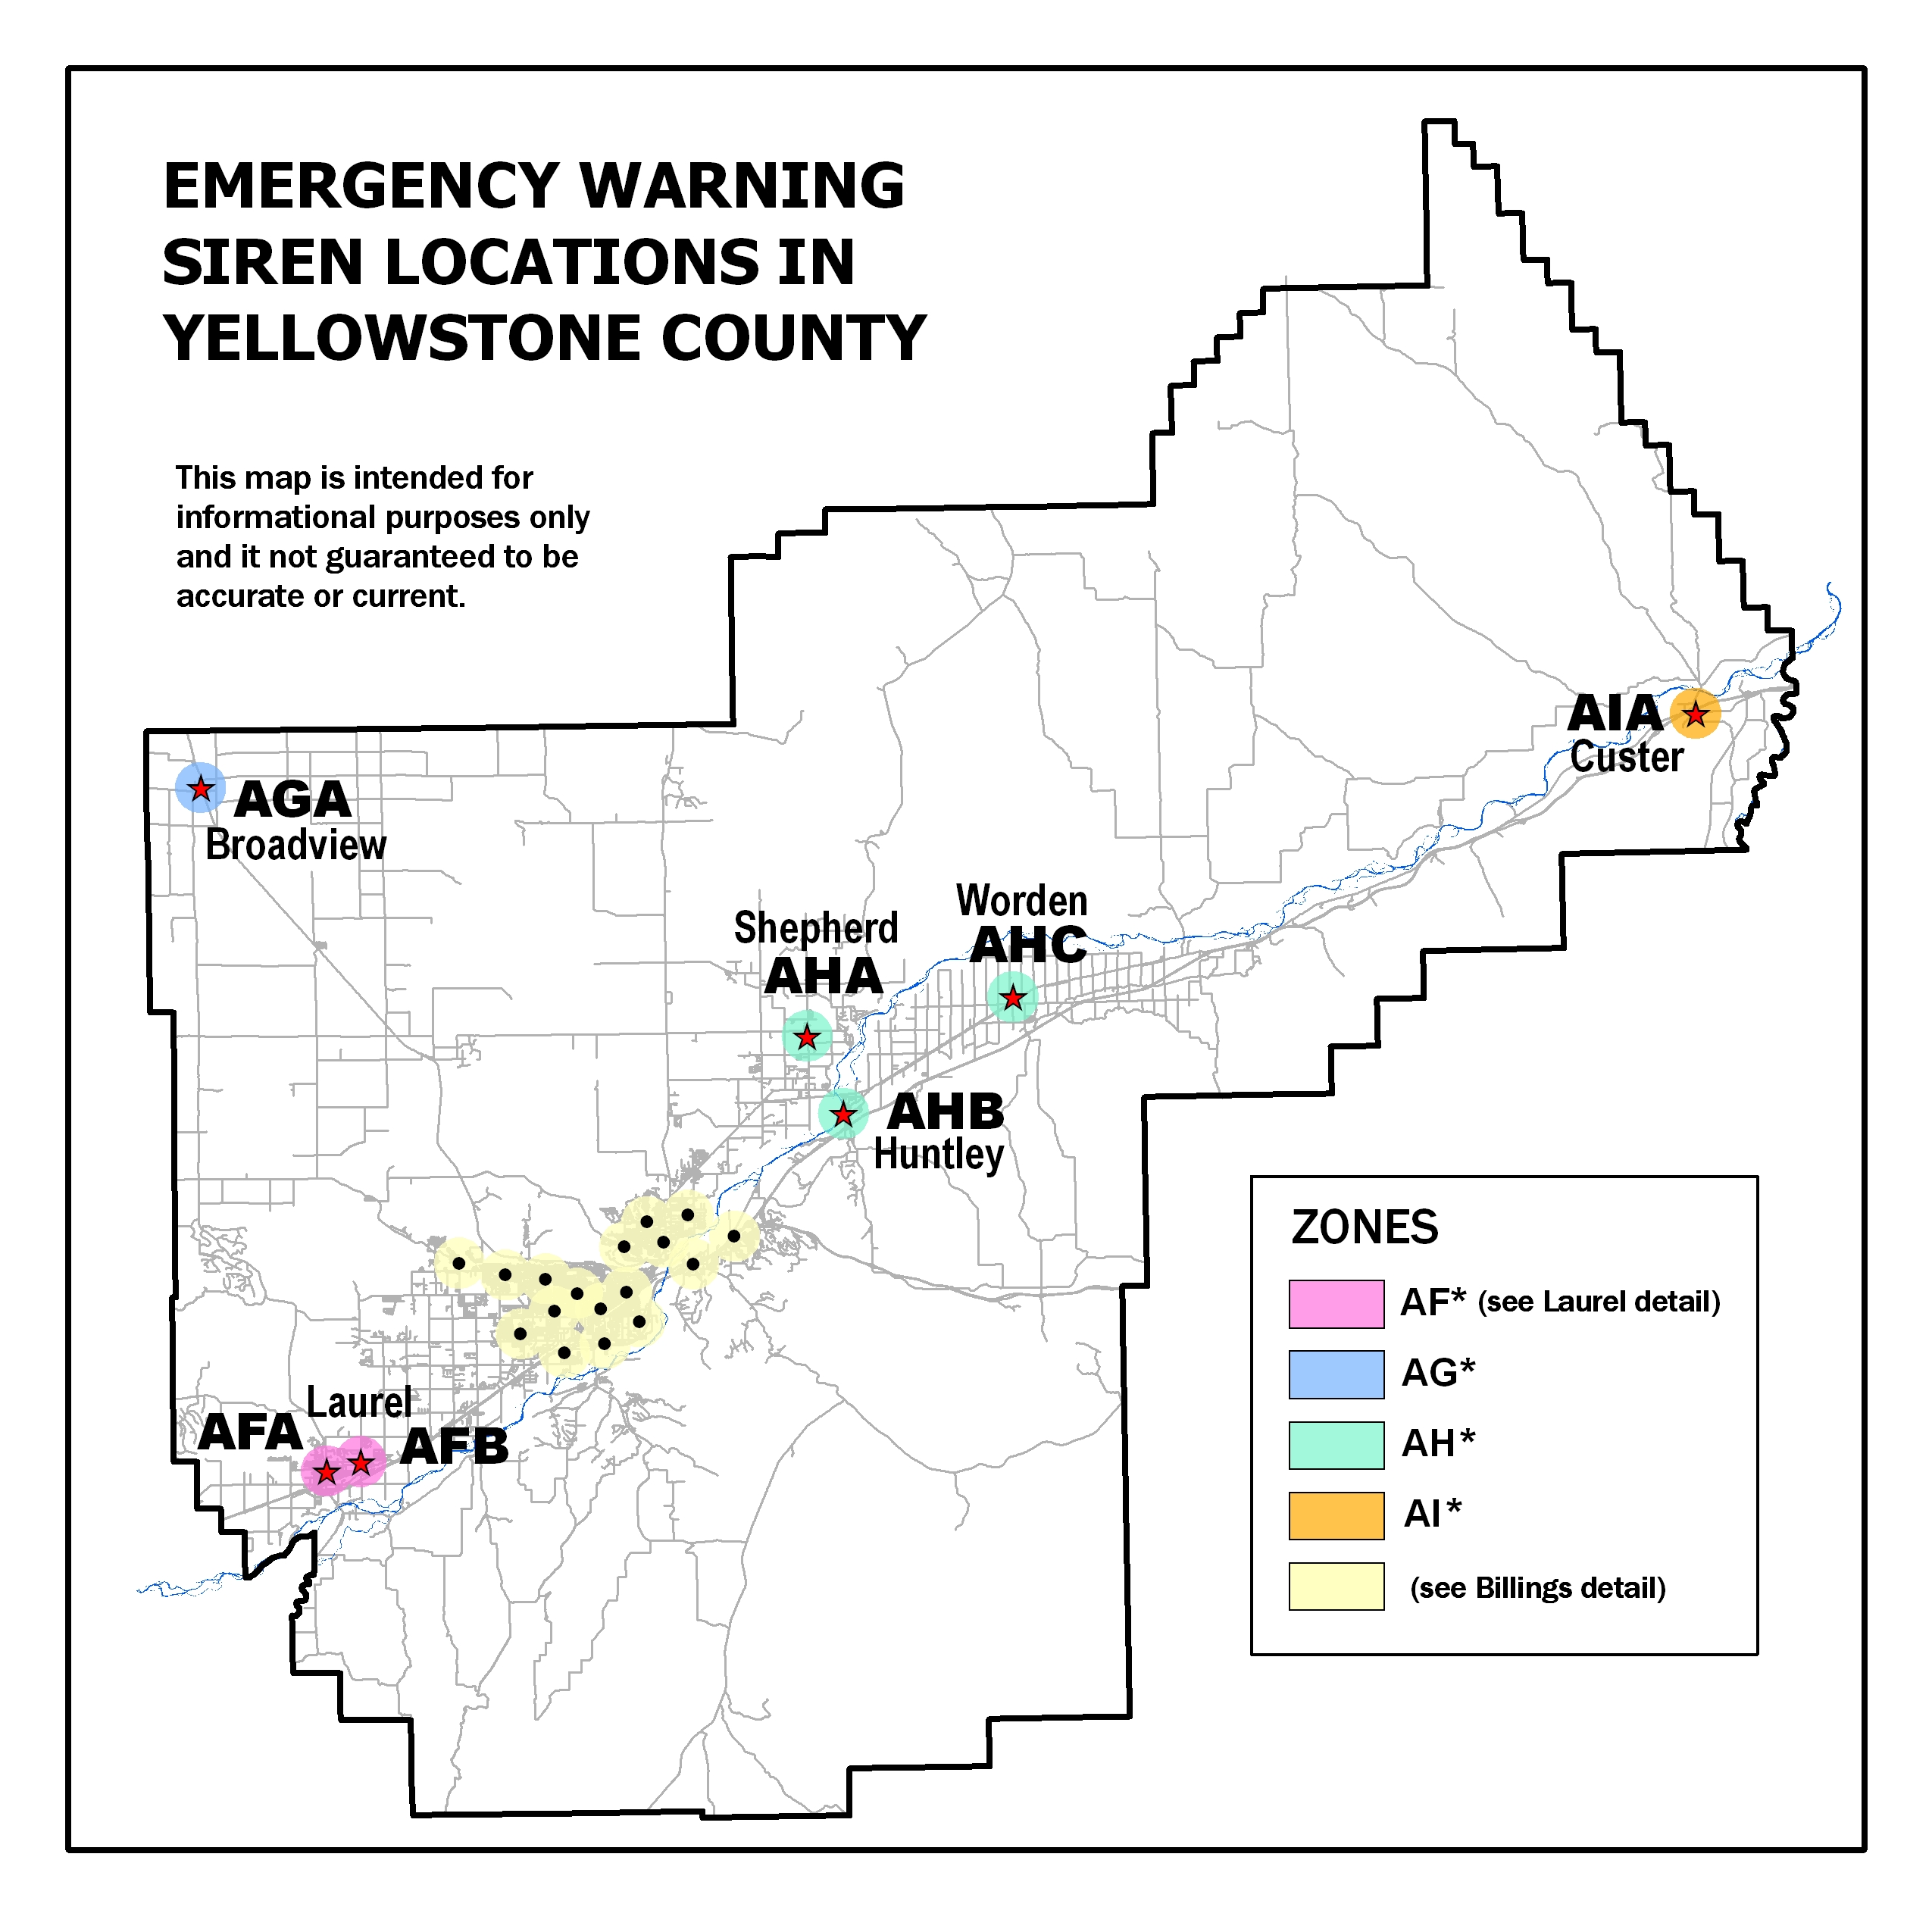 EMERGENCY WARNING
SIREN LOCATIONS IN
YELLOWSTONE COUNTY
This map is intended for
informational purposes only
and it not guaranteed to be
accurate or current.
AIA
Custer
AGA
Broadview
Worden
AHC
Shepherd
AHA
AHB
Huntley
Laurel
AFA
AFB
ZONES
AF* (see Laurel detail)
AG*
AH*
AI*
(see Billings detail)